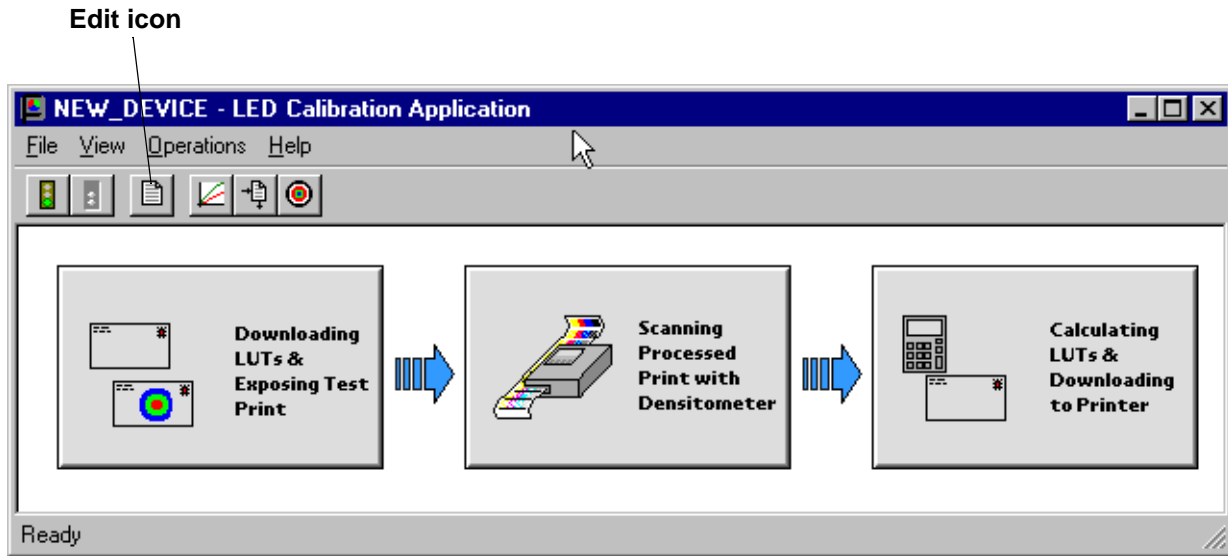 Edit icon
NEW_DEVICE - LED Calibration Application
File View Operations Help
Downloading
LUTs &
Exposing Test
Print
Scanning
Processed
Print with
Densitometer
Calculating
LUTs &
Downloading
to Printer
Ready